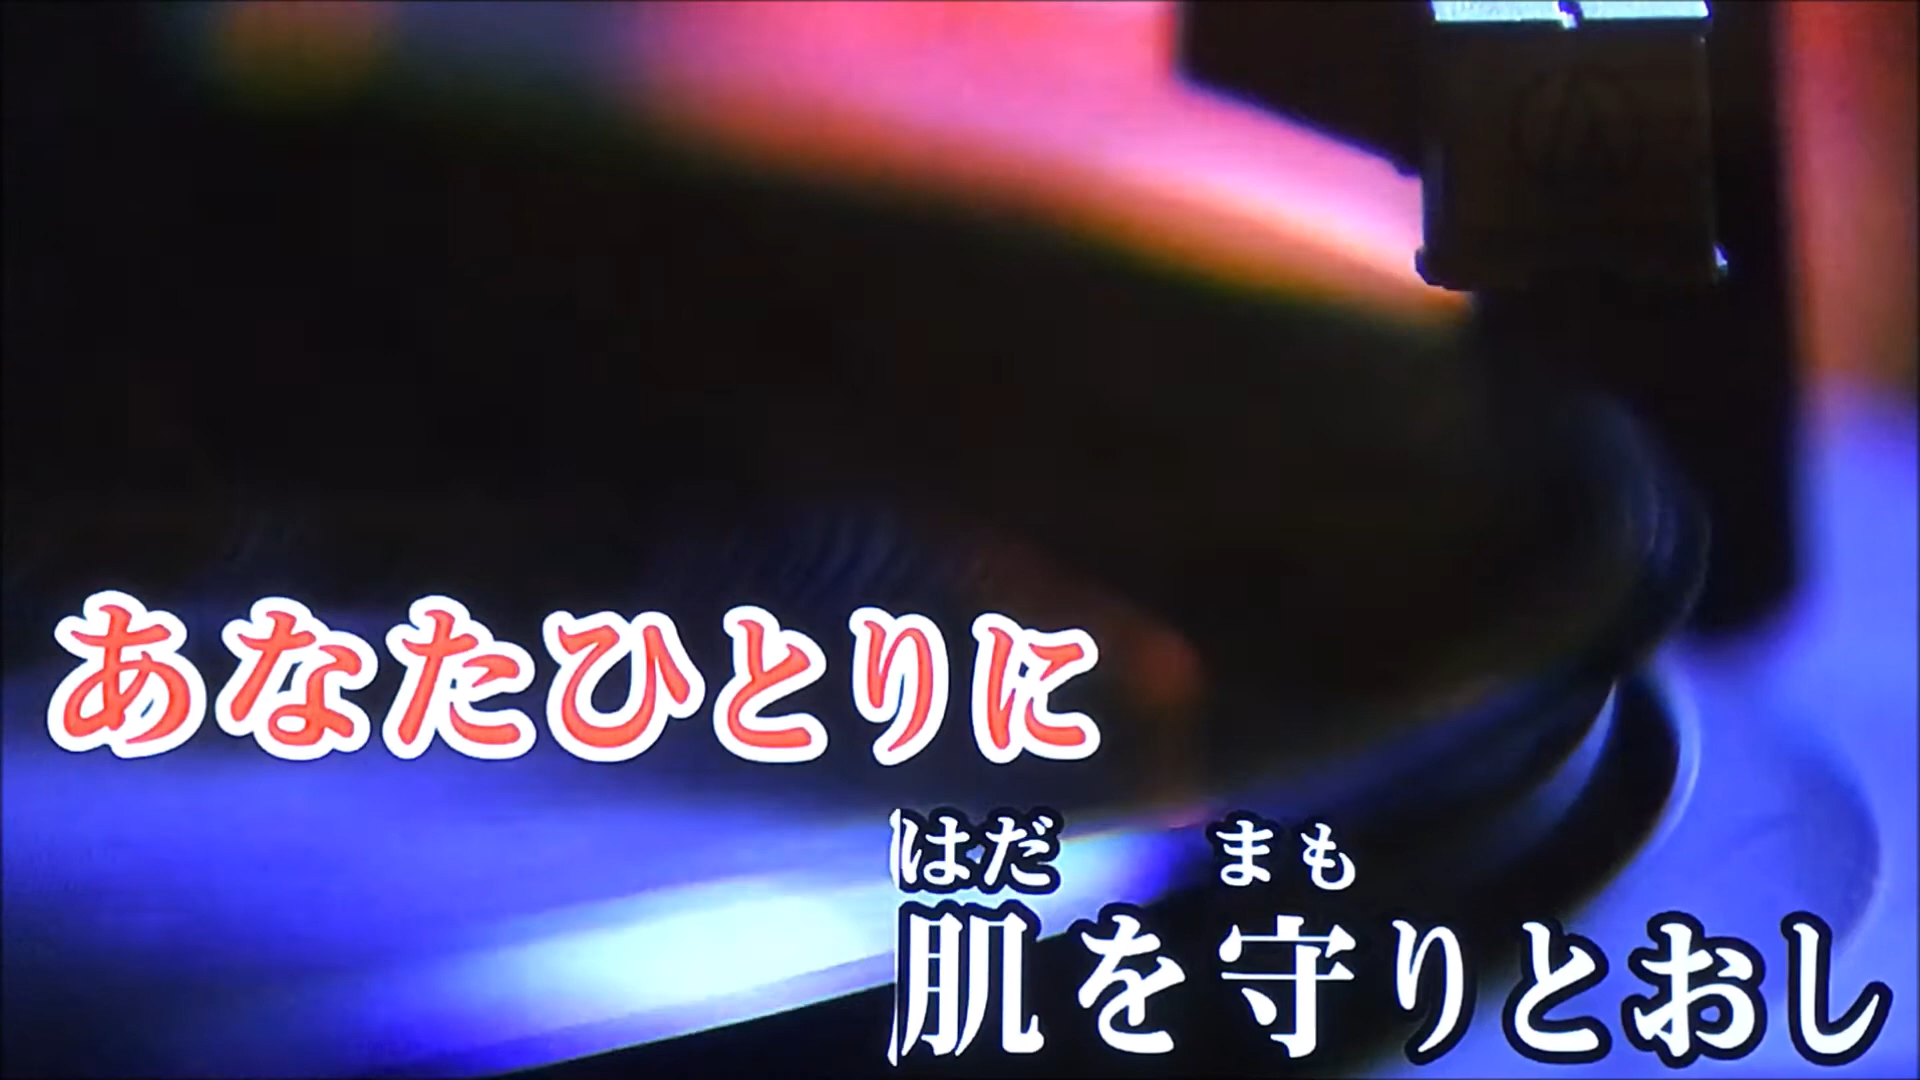 あなたひとりに
はだ まも
肌を守りとおし